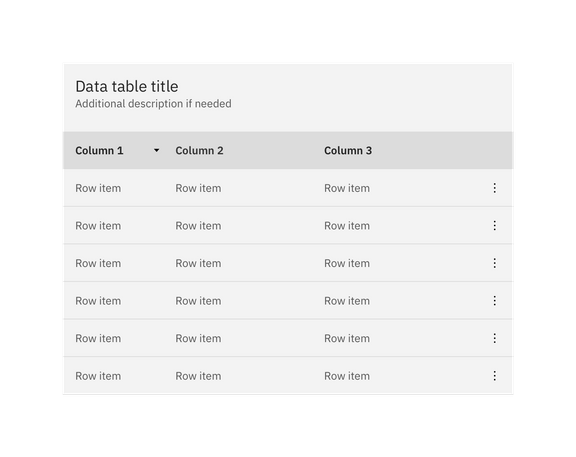 Data table title
Additional description if needed
Column 1 Column 2 Column 3
Row item Row item Row item
Row item Row item Row item
Row item Row item Row item
Row item Row item Row item
Row item Row item Row item
Row item Row item Row item